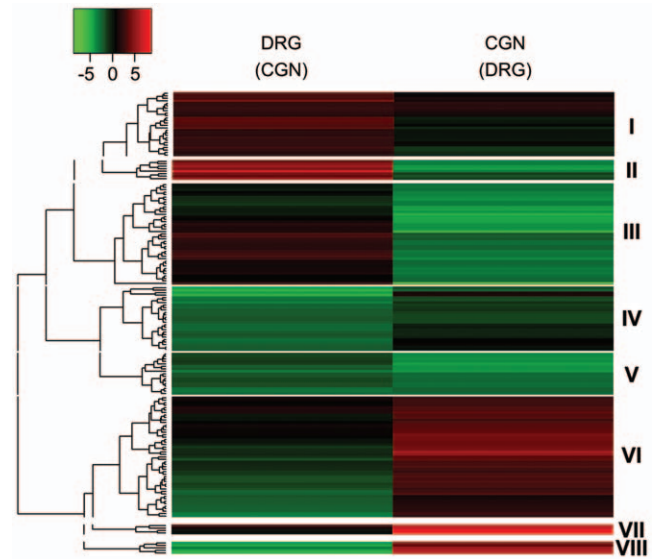 DRG CGN
-5 0 5 (CGN) (DRG)
I
II
III
IV
V
VI
VII
VIII